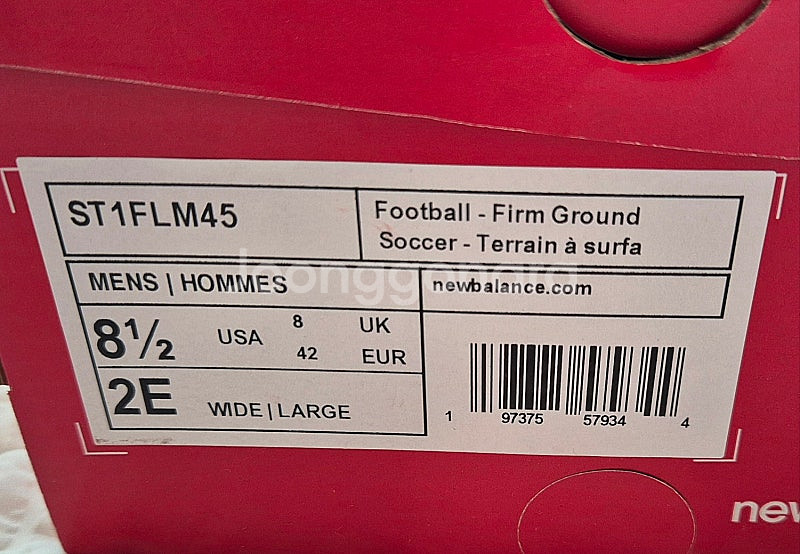 ST1FLM45
Football - Firm Ground
Soccer - Terrain à surfa
MENS | HOMMES
newbalance.com
8½ USA 8 UK
42 EUR
2E WIDE | LARGE
1 97375 57934 4
new